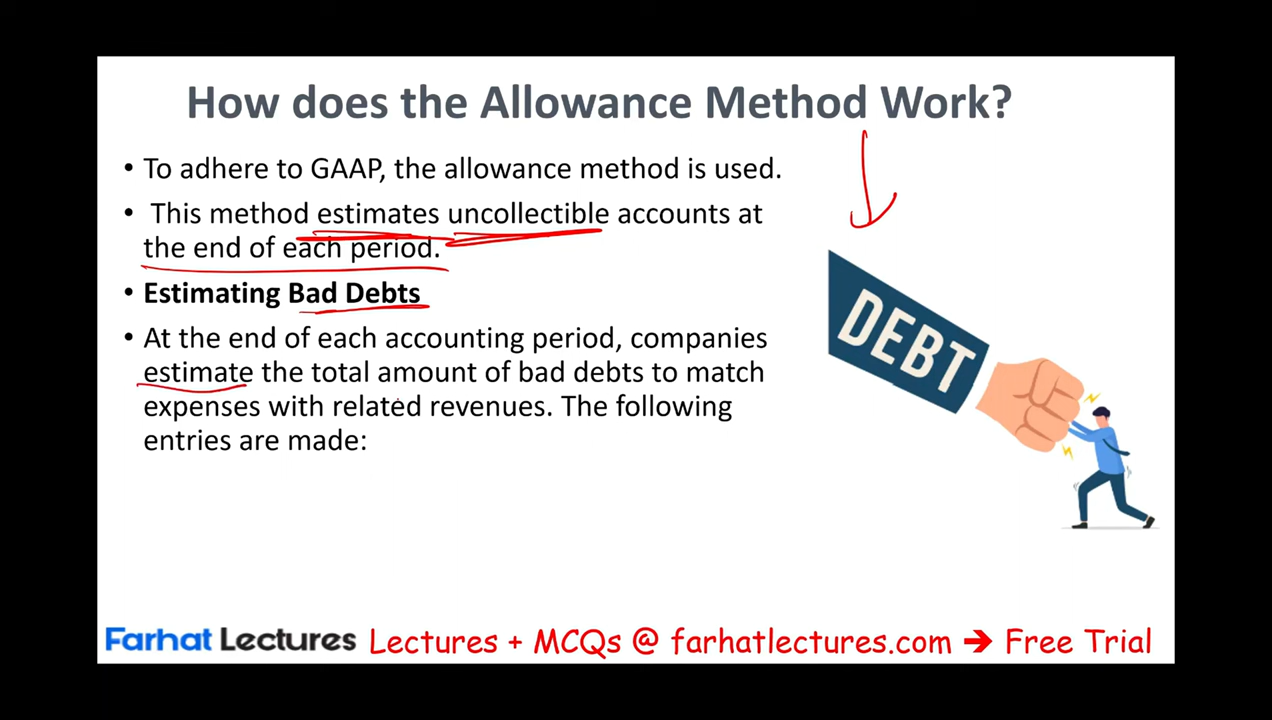 How does the Allowance Method Work?
• To adhere to GAAP, the allowance method is used.
• This method estimates uncollectible accounts at
the end of each period.
• Estimating Bad Debts
• At the end of each accounting period, companies
estimate the total amount of bad debts to match
expenses with related revenues. The following
entries are made:
DEBT
Farhat Lectures Lectures + MCQs @ farhatlectures.com ➔ Free Trial